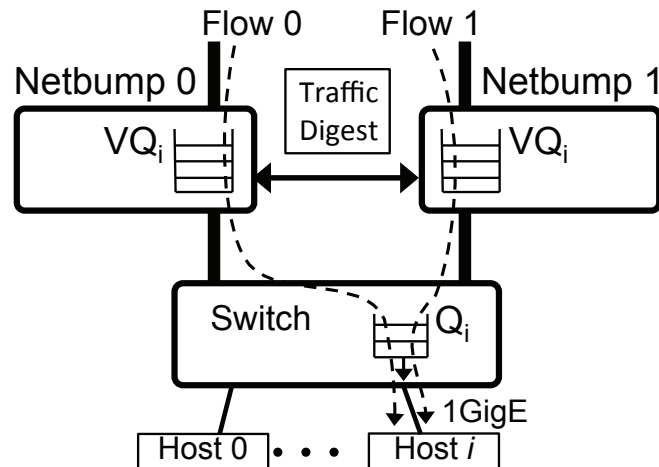 Flow 0 Flow 1
Netbump 0 Netbump 1
Traffic
Digest
VQi VQi
Switch Qi
1GigE
Host 0 • • • Host i